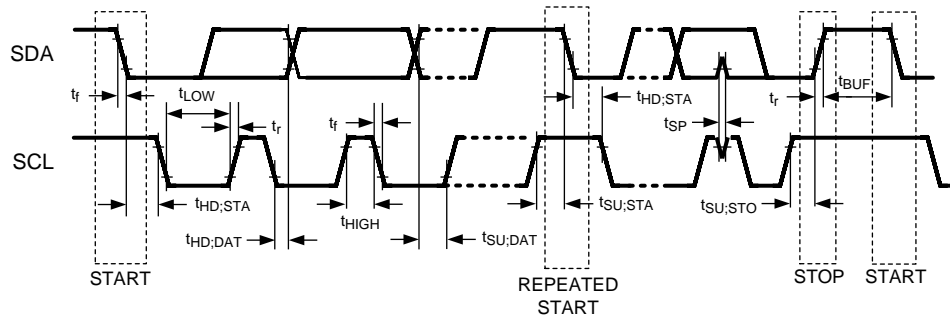 SDA
t_f
t_LOW
t_r
t_f
t_HD;STA
t_SP
t_r
t_BUF
SCL
t_HD;STA
t_HD;DAT
t_HIGH
t_SU;DAT
t_SU;STA
t_SU;STO
START
REPEATED
START
STOP
START